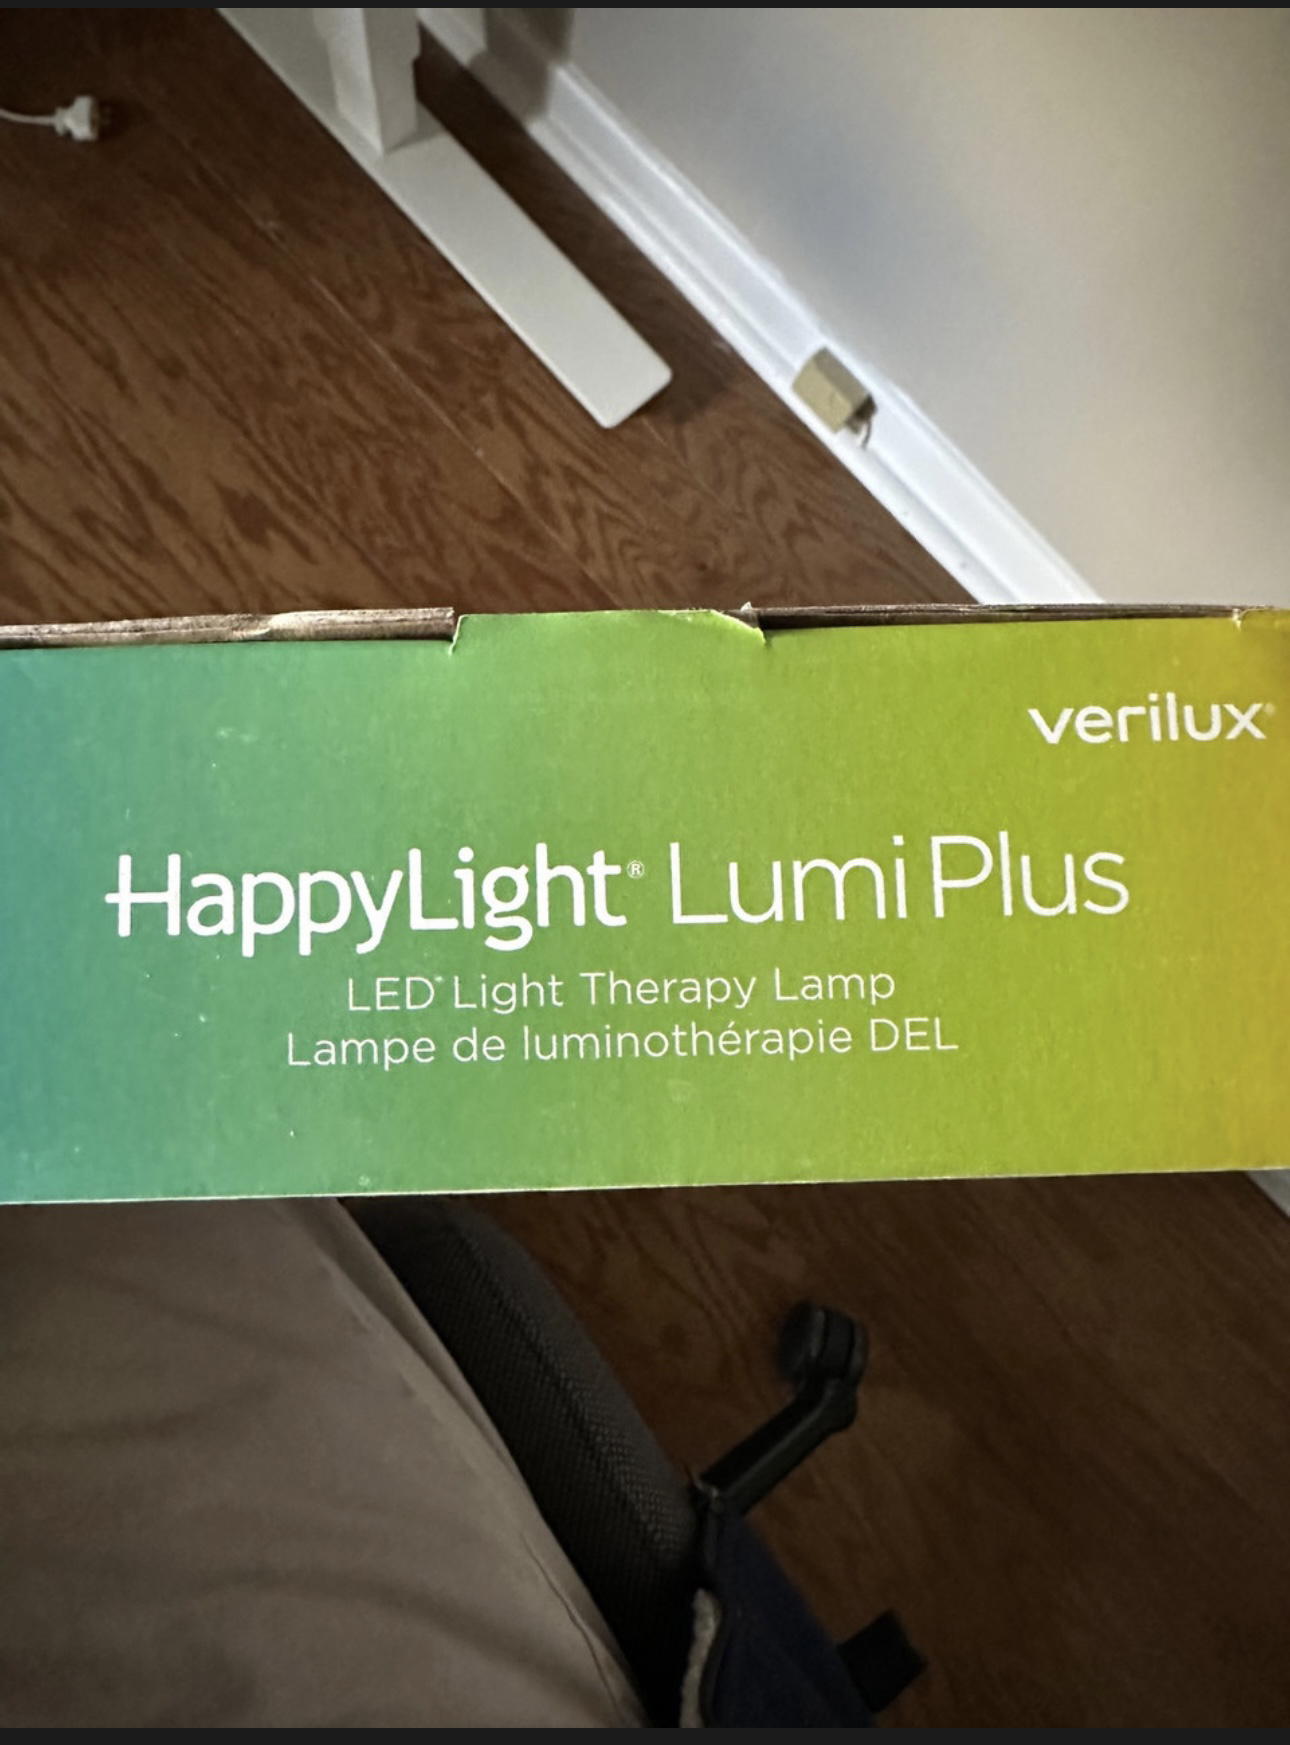 verilux®
HappyLight® Lumi Plus
LED* Light Therapy Lamp
Lampe de luminothérapie DEL